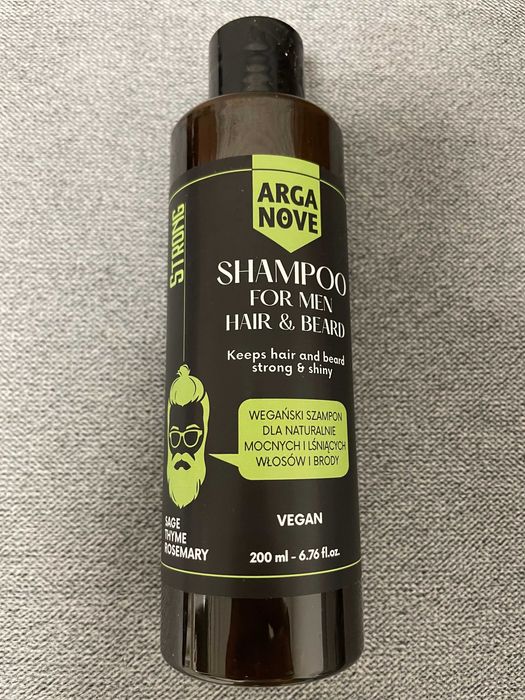 ARGA
NOVE
STRONG
SHAMPOO
FOR MEN
HAIR & BEARD
Keeps hair and beard
strong & shiny
WEGAŃSKI SZAMPON
DLA NATURALNIE
MOCNYCH I LŚNIĄCYCH
WŁOSÓW I BRODY
SAGE
THYME
ROSEMARY
VEGAN
200 ml - 6.76 fl.oz.